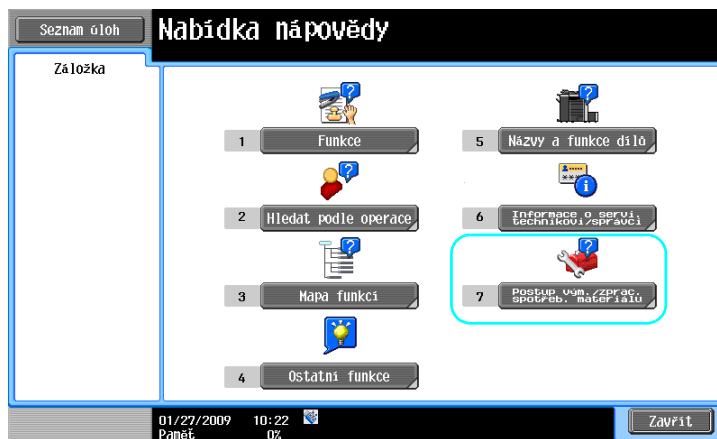 Seznam úloh
Nabídka nápovědy
Záložka
1 Funkce
5 Názvy a funkce dílů
2 Hledat podle operace
6 Informace o servi.
technikovi/správci
3 Mapa funkcí
7 Postup vým./zprac.
spotřeb. materiálu
4 Ostatní funkce
01/27/2009 10:22
Paměť 0%
Zavřít